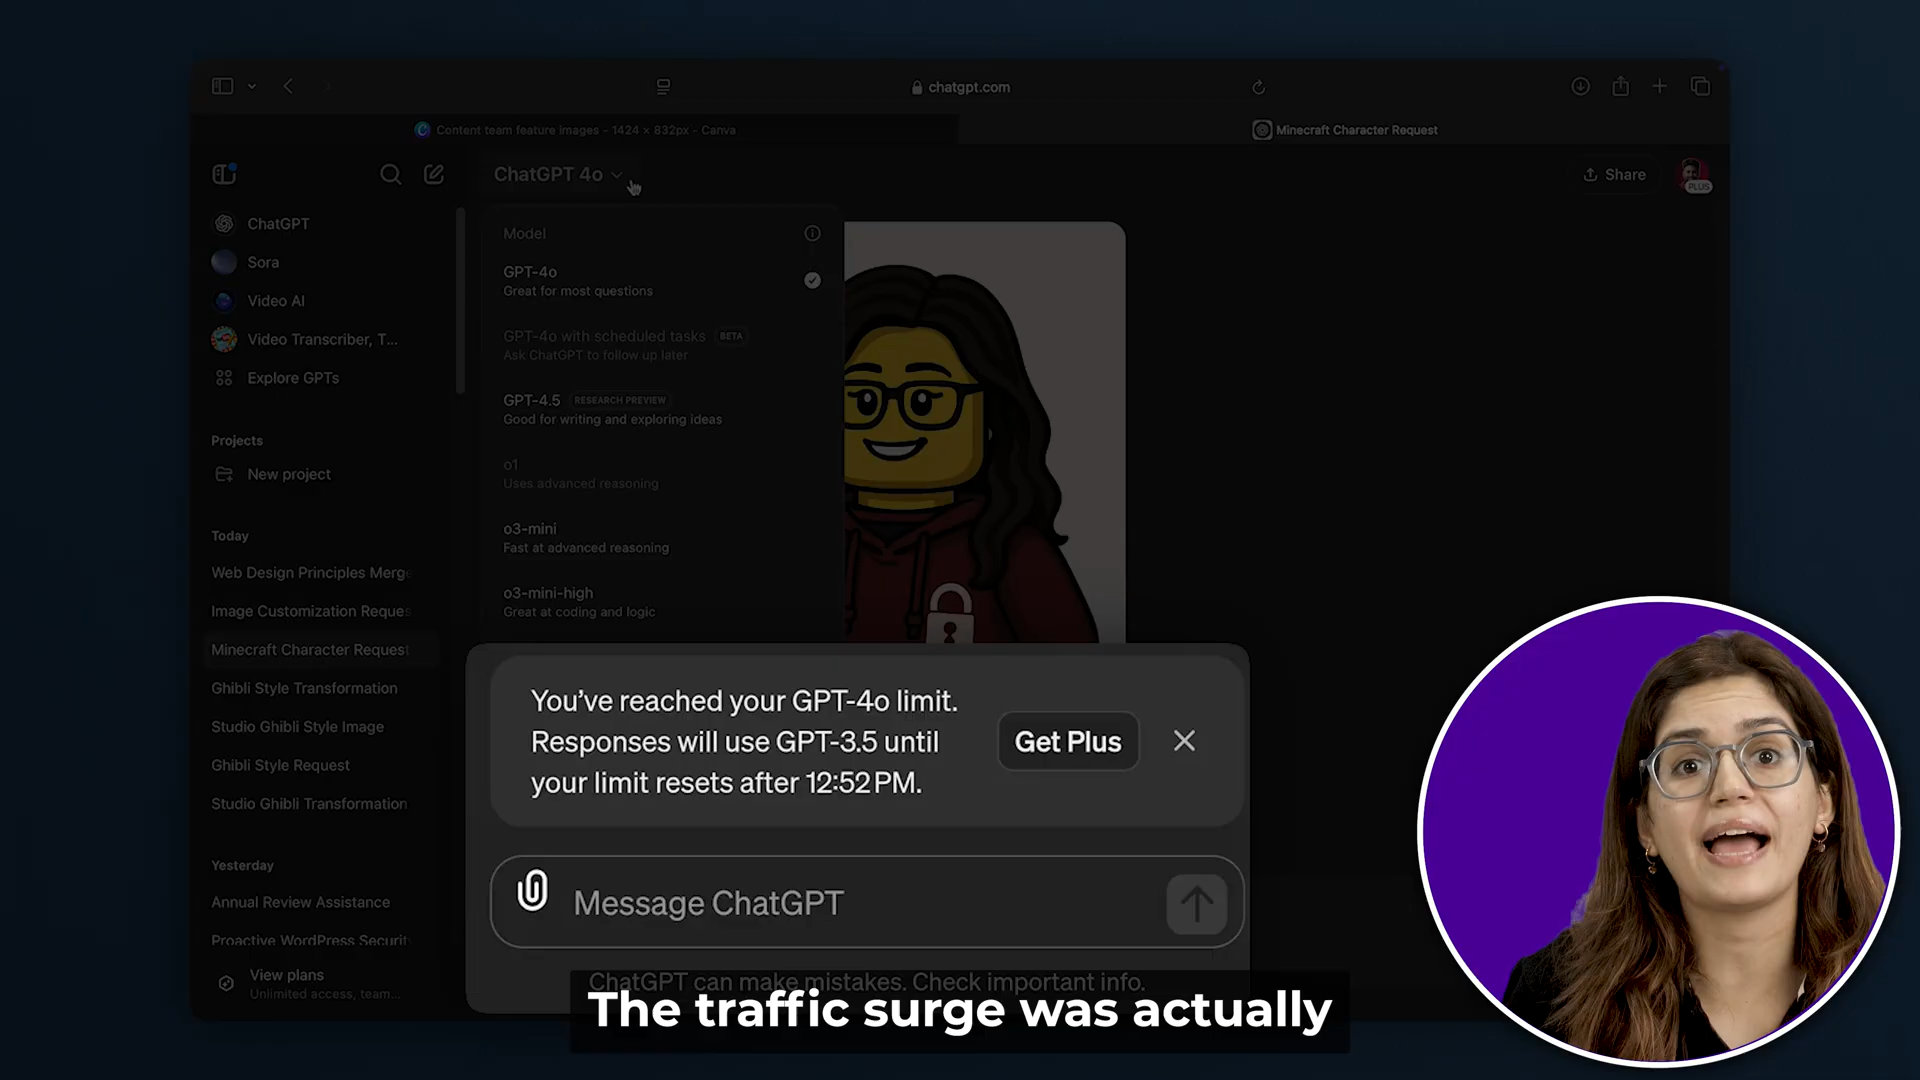 chatgpt.com
Content team feature images - 1424 × 832px - Canva
Minecraft Character Request
ChatGPT 4o
Share
PLUS
ChatGPT
Sora
Video AI
Video Transcriber, T...
Explore GPTs
Projects
New project
Today
Web Design Principles Merge
Image Customization Reques
Minecraft Character Request
Ghibli Style Transformation
Studio Ghibli Style Image
Ghibli Style Request
Studio Ghibli Transformation
Yesterday
Annual Review Assistance
Proactive WordPress Securit
View plans
Unlimited access, team...
Model
GPT-4o
Great for most questions
GPT-4o with scheduled tasks BETA
Ask ChatGPT to follow up later
GPT-4.5 RESEARCH PREVIEW
Good for writing and exploring ideas
o1
Uses advanced reasoning
o3-mini
Fast at advanced reasoning
o3-mini-high
Great at coding and logic
You’ve reached your GPT-4o limit.
Responses will use GPT-3.5 until
your limit resets after 12:52 PM.
Get Plus
Message ChatGPT
ChatGPT can make mistakes. Check important info.
The traffic surge was actually